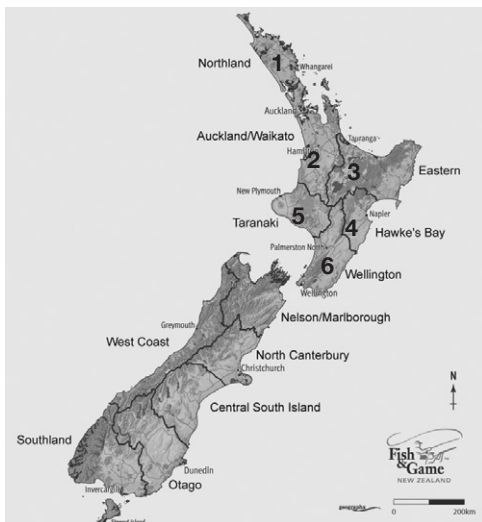 1
Northland
Whangarei
Auckland
Auckland/Waikato
Tauranga
Hamilton
2
3
Eastern
New Plymouth
5
Taranaki
4
Napier
Hawke's Bay
Palmerston North
6
Wellington
Wellington
Nelson/Marlborough
West Coast
Greymouth
North Canterbury
Christchurch
Central South Island
Southland
Dunedin
Otago
Invercargill
Stewart Island
N
Fish
& Game
NEW ZEALAND
0
200km